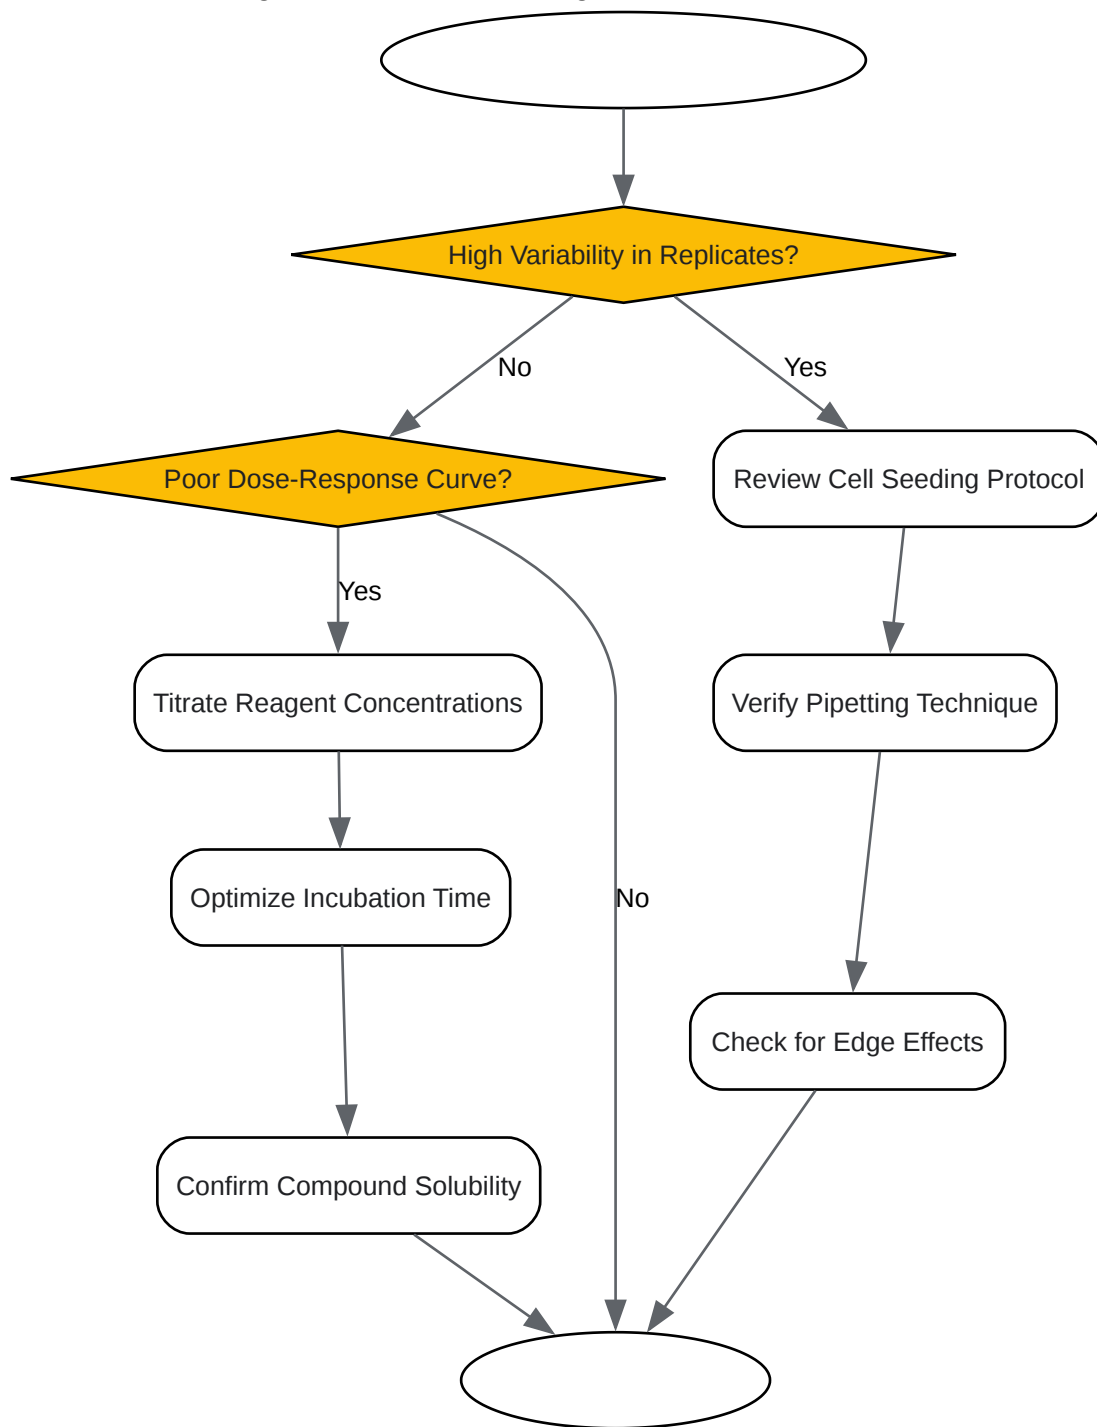 High Variability in Replicates?
No
Yes
Poor Dose-Response Curve?
Review Cell Seeding Protocol
Yes
Titrate Reagent Concentrations
Verify Pipetting Technique
Optimize Incubation Time
No
Check for Edge Effects
Confirm Compound Solubility